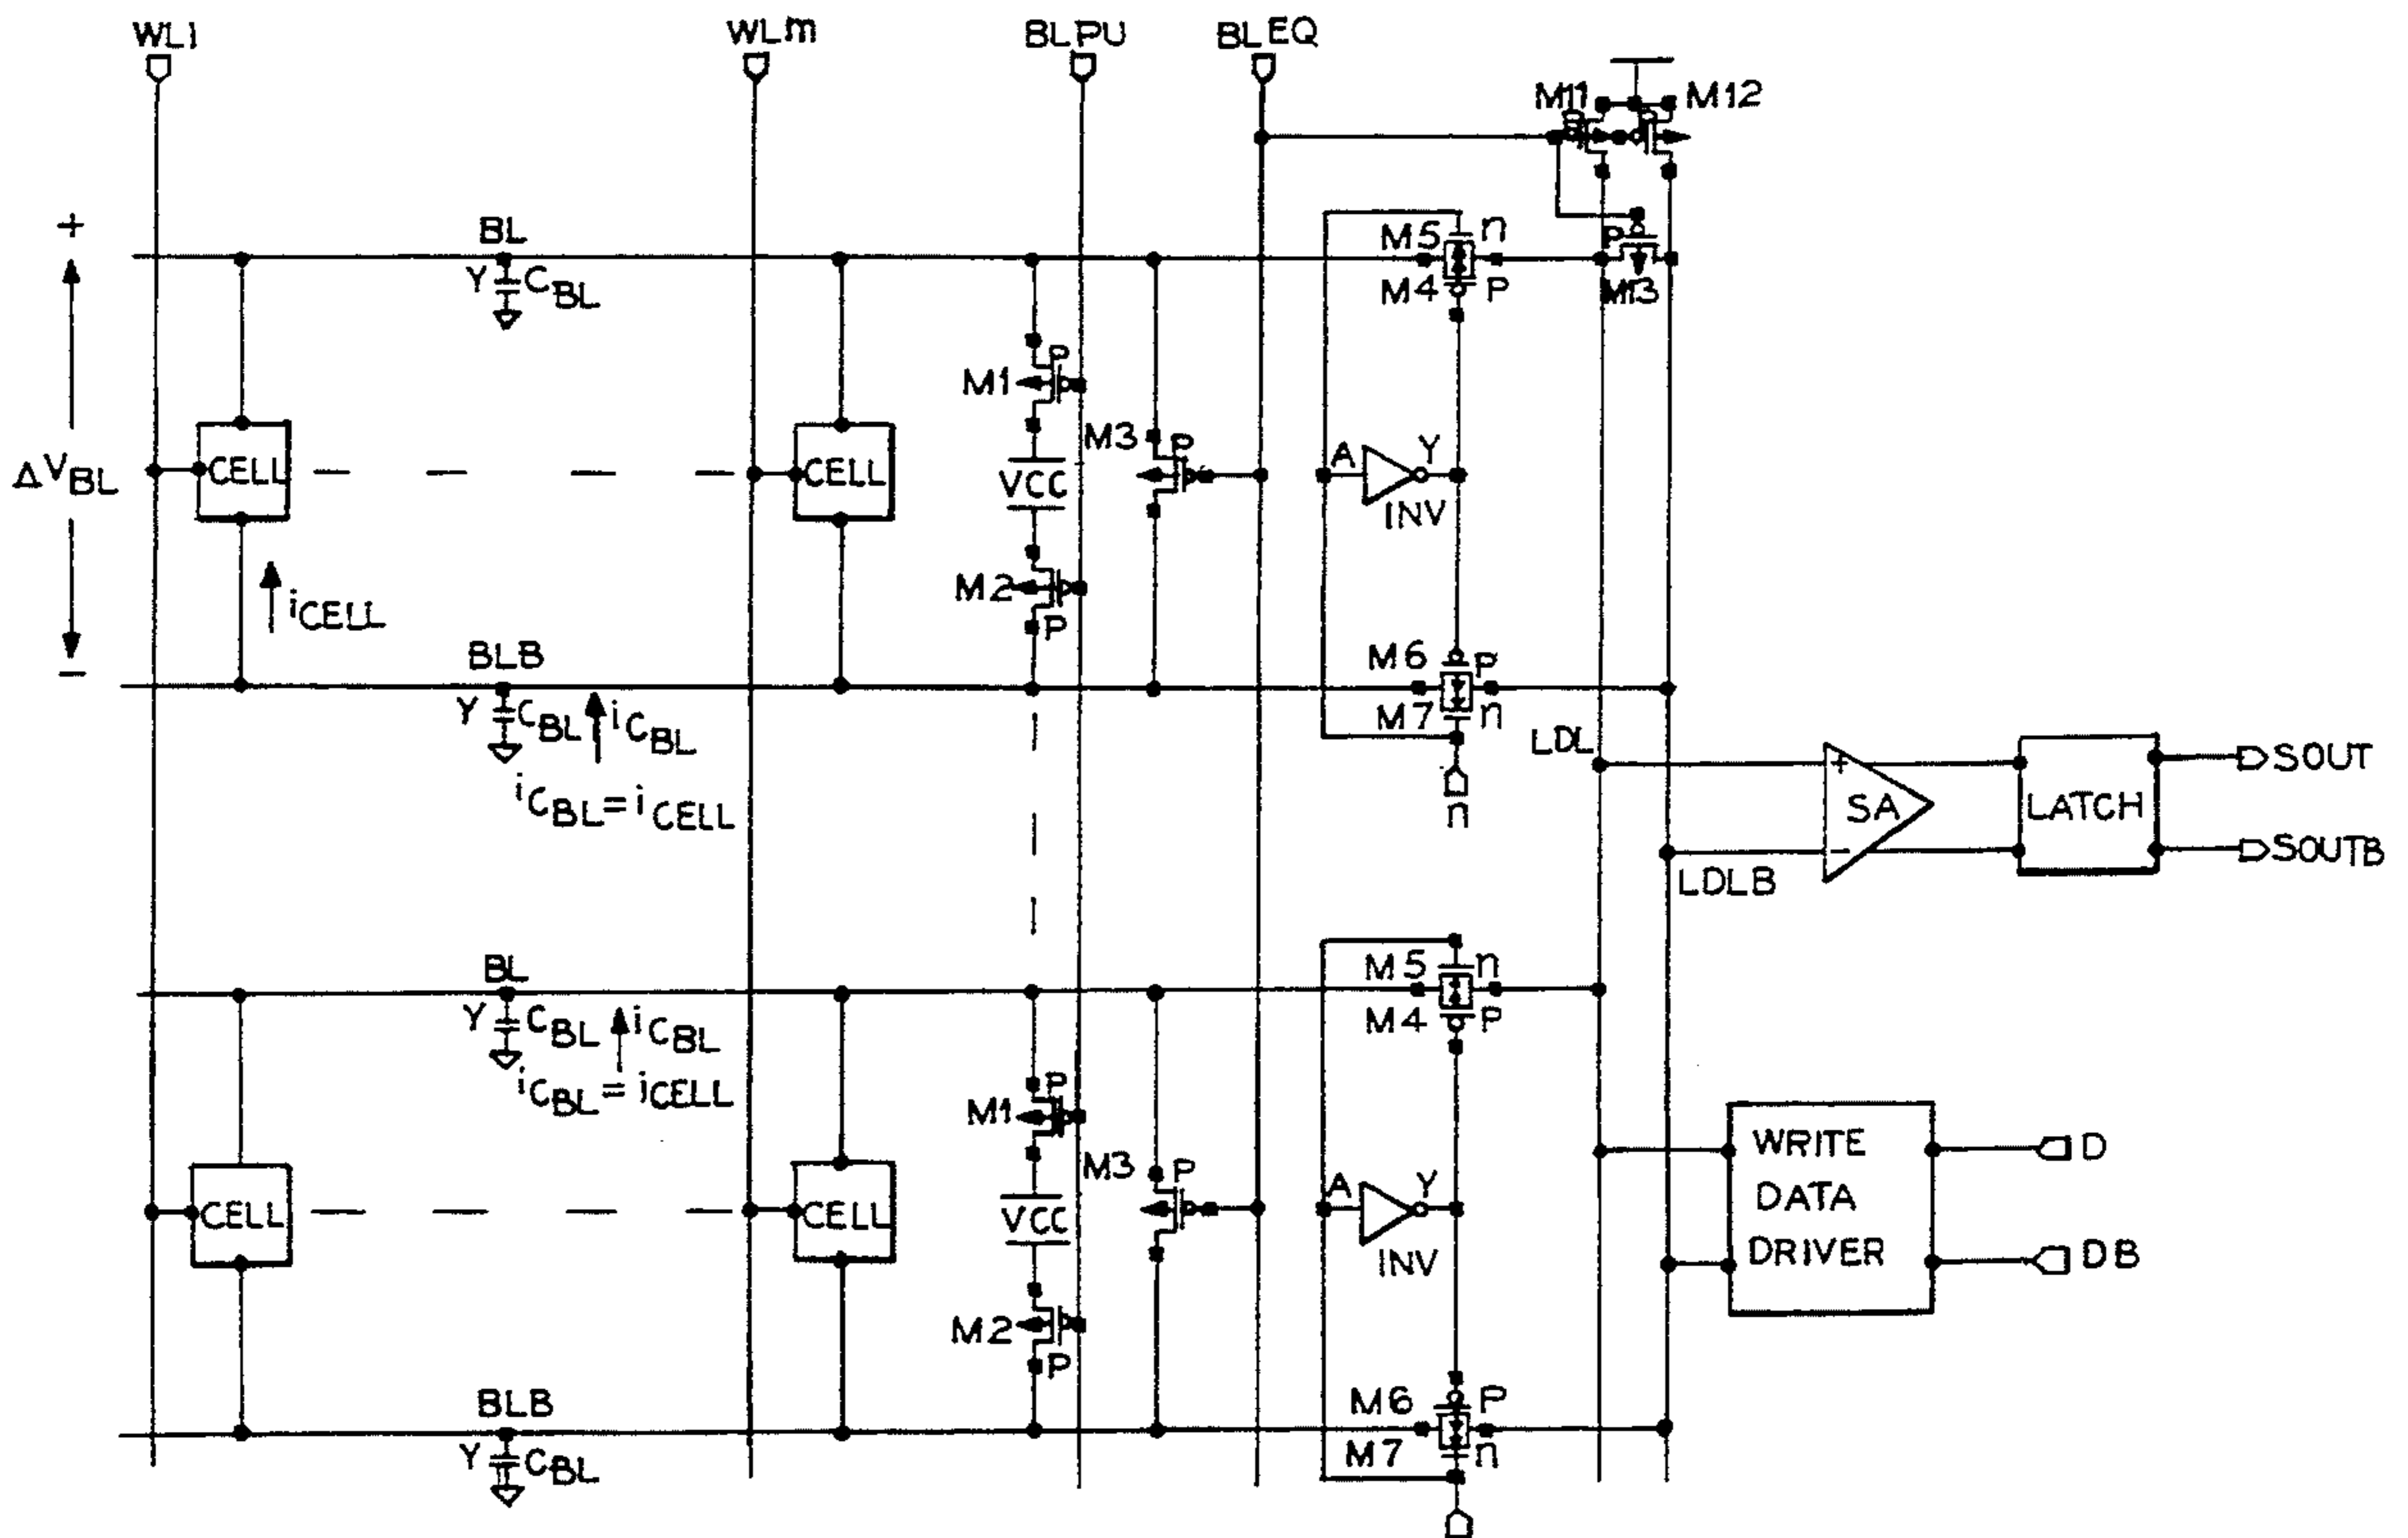 WL1 WLm BLPU BLEQ
M11 P P M12
+
BL
Y CBL
M5 n
M4 P
P
M13
M1 P
CELL CELL
M3 P
ΔVBL
VCC
A Y
INV
iCELL
M2
P
-
BLB
Y CBL iCBL
iCBL = iCELL
M6 P
M7 n
n
LDL
+
SA
-
LDLB
LATCH
SOUT
SOUTB
BL
Y CBL iCBL
iCBL = iCELL
M5 n
M4 P
M1 P
M3 P
CELL CELL
VCC
A Y
INV
WRITE
DATA
DRIVER
D
DB
M2
P
BLB
Y CBL
M6 P
M7 n